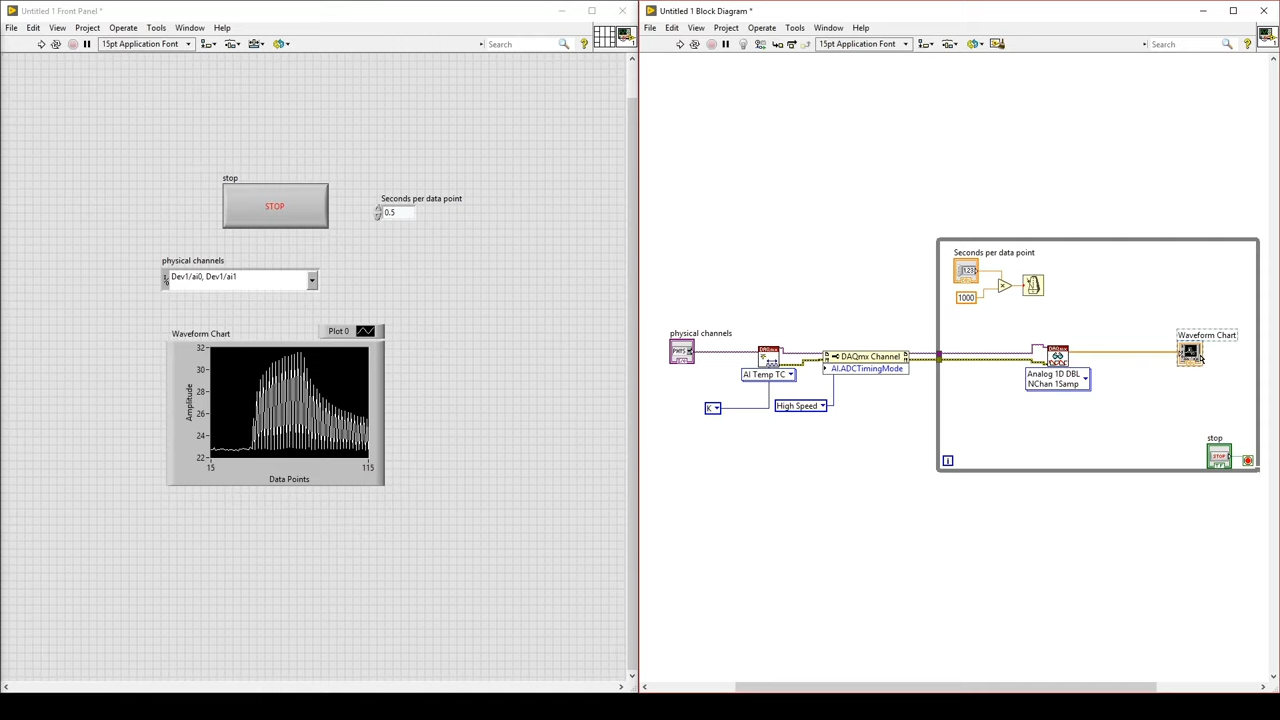 Untitled 1 Front Panel *
File Edit View Project Operate Tools Window Help
15pt Application Font
Search
stop
STOP
Seconds per data point
0.5
physical channels
Dev1/ai0, Dev1/ai1
Waveform Chart
Plot 0
32
30
28
26
24
22
Amplitude
15
115
Data Points
Untitled 1 Block Diagram *
File Edit View Project Operate Tools Window Help
15pt Application Font
Search
Seconds per data point
123
1000
physical channels
DAQmx
DAQmx Channel
AI.ADCTimingMode
AI Temp TC
K
High Speed
DAQmx
Analog 1D DBL
NChan 1Samp
Waveform Chart
stop
STOP
i